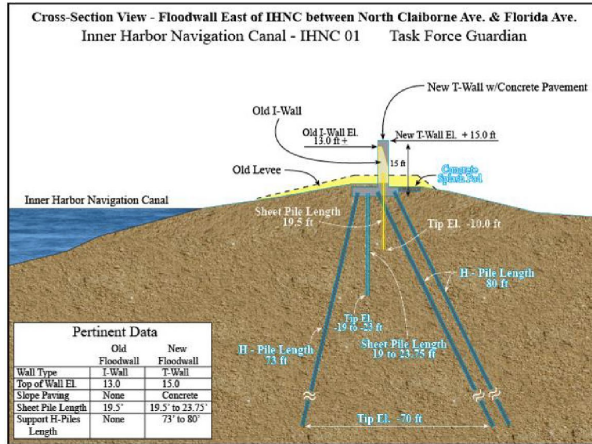 Cross-Section View - Floodwall East of IHNC between North Claiborne Ave. & Florida Ave.
Inner Harbor Navigation Canal - IHNC 01 Task Force Guardian
New T-Wall w/Concrete Pavement
Old I-Wall
Old I-Wall El.
13.0 ft +
New T-Wall El. + 15.0 ft
15 ft
Old Levee
Concrete
Splash Pad
Inner Harbor Navigation Canal
Sheet Pile Length
19.5 ft
Tip El. -10.0 ft
H - Pile Length
80 ft
Tip El.
-19 to -23 ft
Sheet Pile Length
19 to 23.75 ft
H - Pile Length
73 ft
Tip El. -70 ft
Pertinent Data
Old Floodwall New Floodwall
Wall Type I-Wall T-Wall
Top of Wall El. 13.0 15.0
Slope Paving None Concrete
Sheet Pile Length 19.5' 19.5' to 23.75'
Support H-Piles Length None 73' to 80'